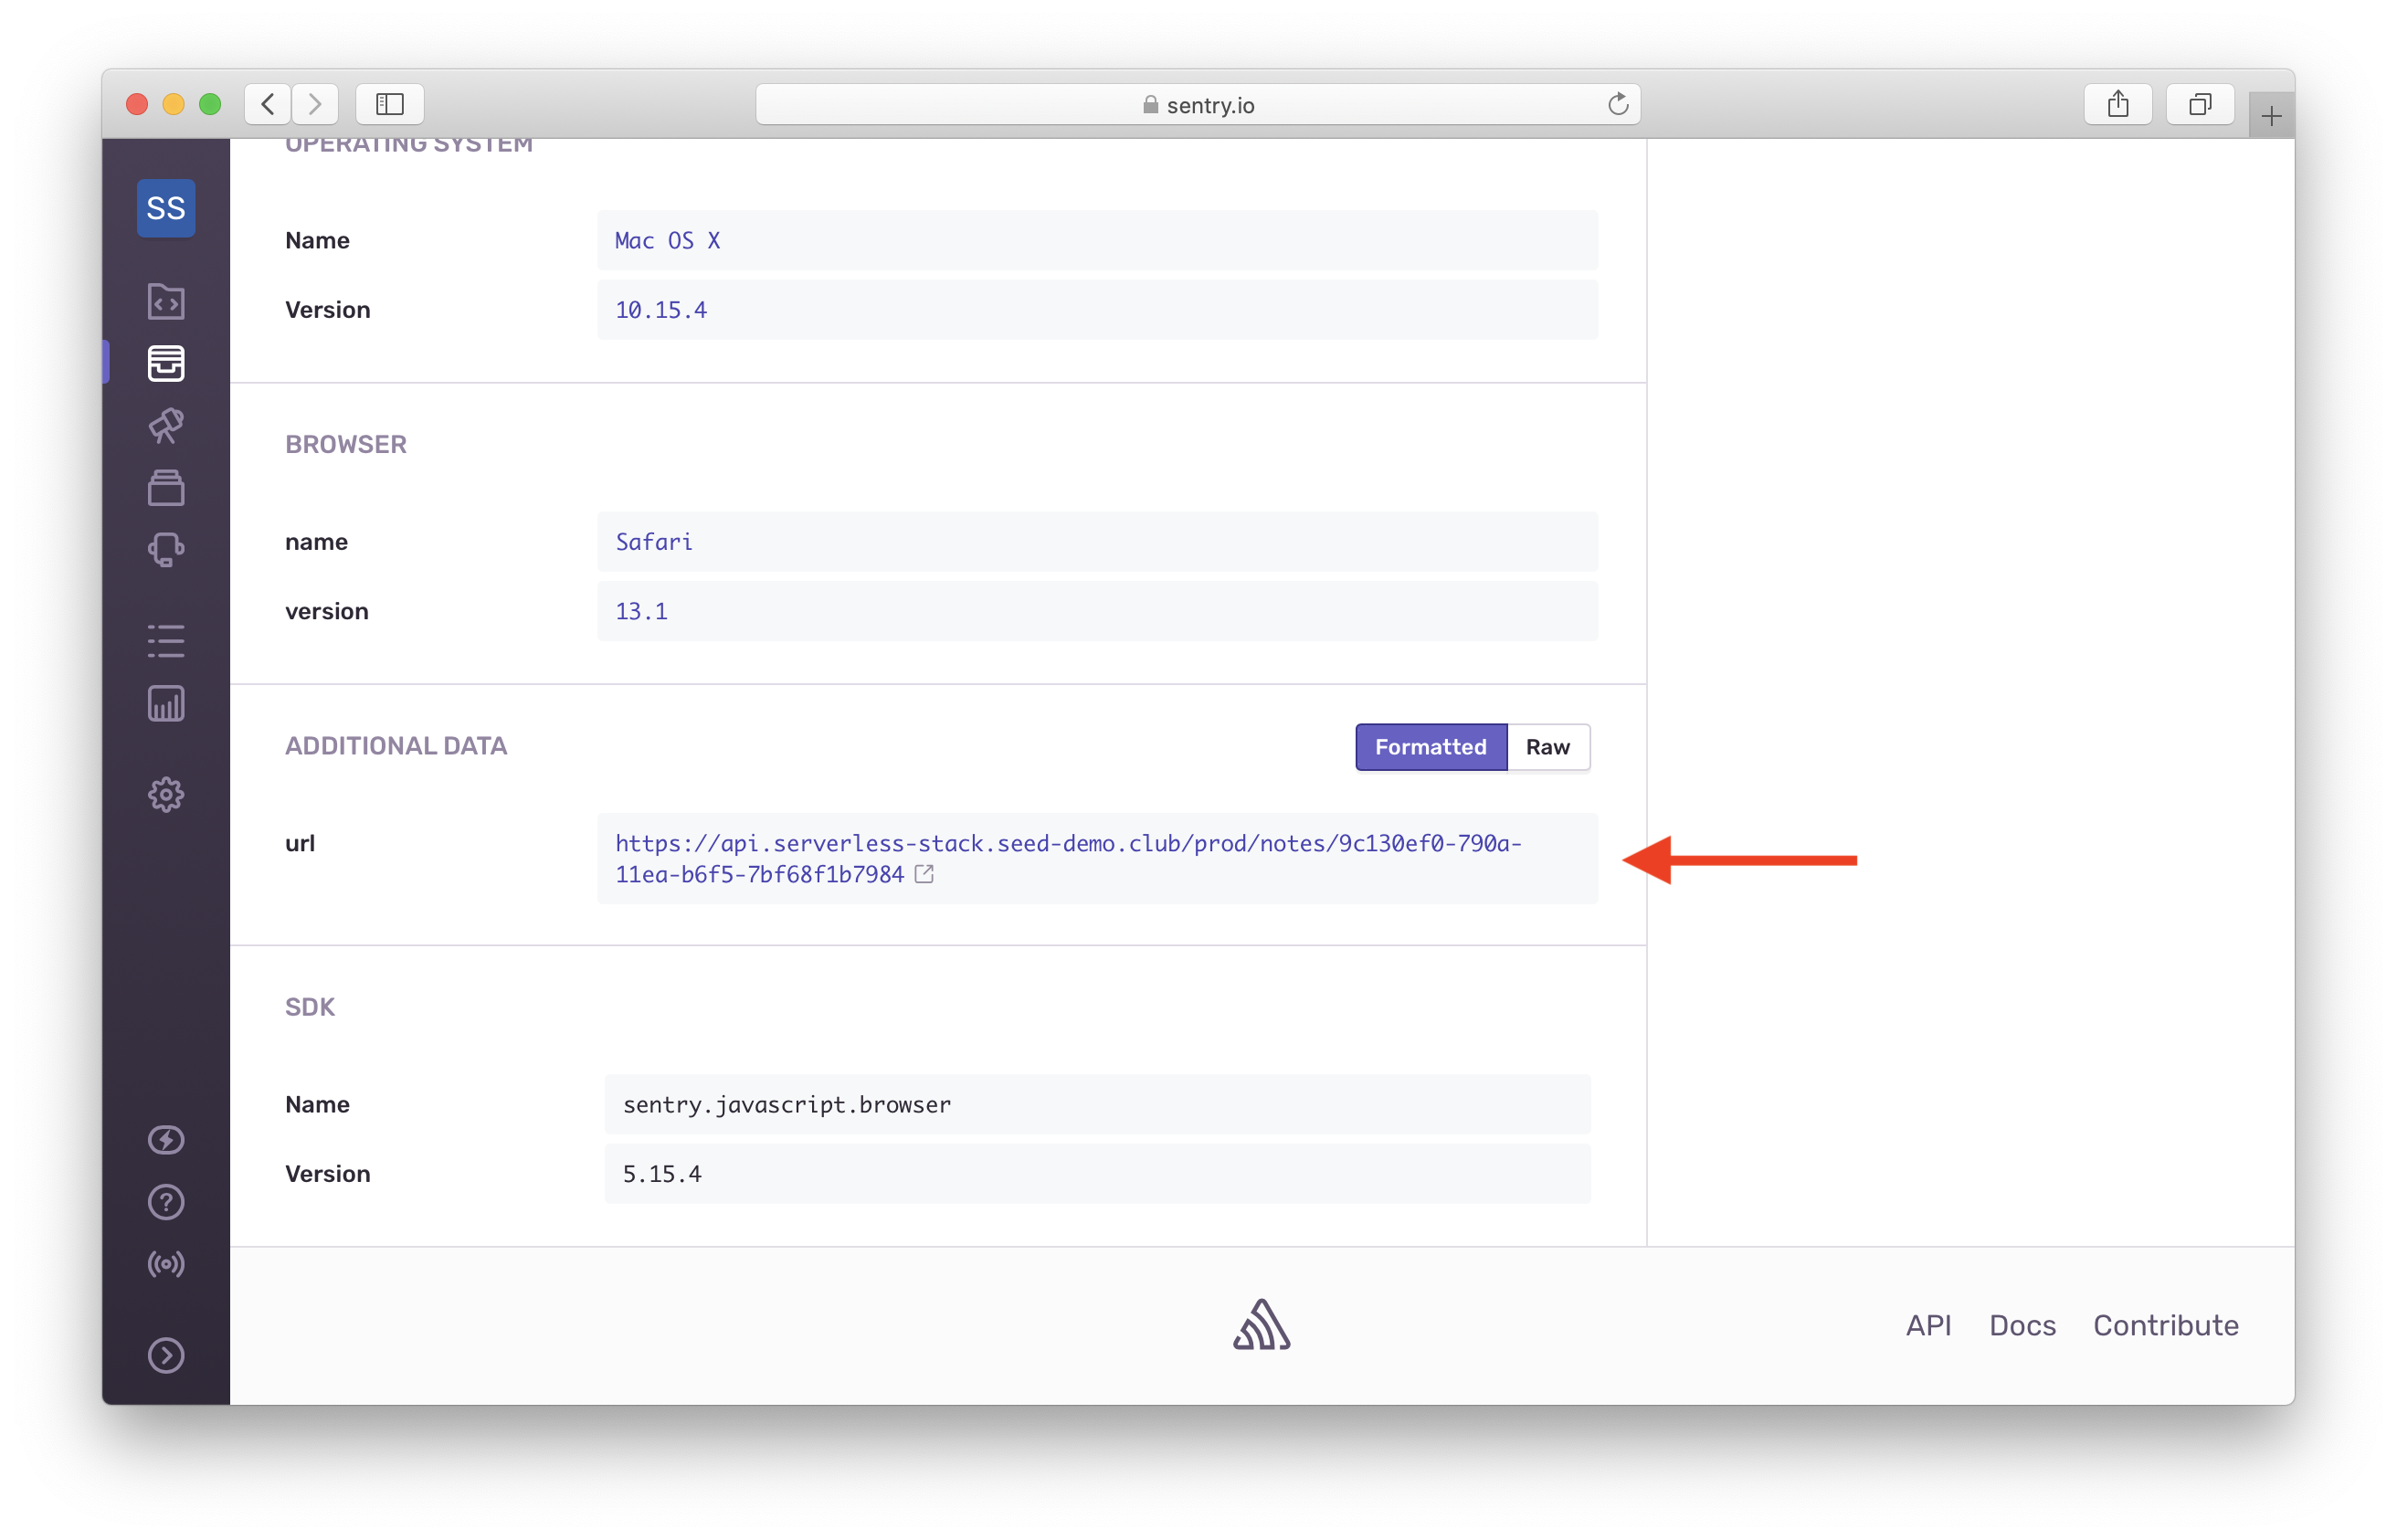 sentry.io
SS
OPERATING SYSTEM
Name
Mac OS X
Version
10.15.4
BROWSER
name
Safari
version
13.1
ADDITIONAL DATA
Formatted
Raw
url
https://api.serverless-stack.seed-demo.club/prod/notes/9c130ef0-790a-
11ea-b6f5-7bf68f1b7984
SDK
Name
sentry.javascript.browser
Version
5.15.4
API
Docs
Contribute